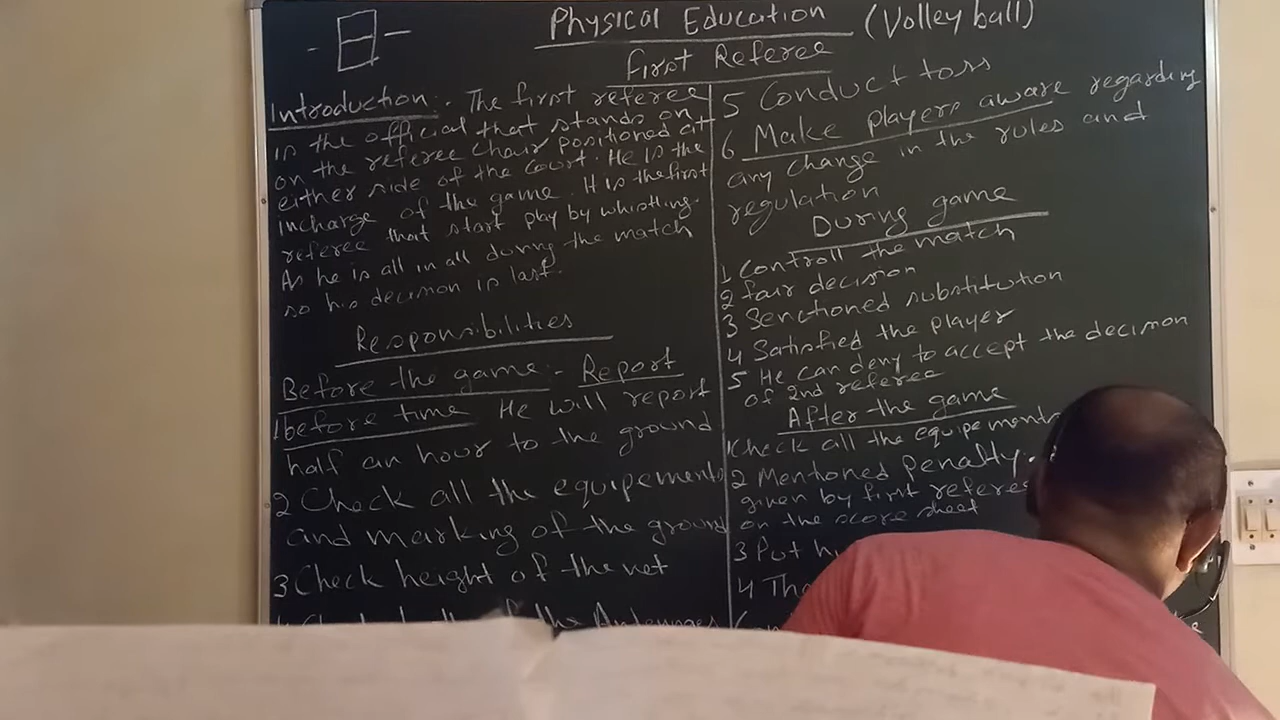 Physical Education (Volleyball)
First Referee
Introduction :- The first referee
is the official that stands on
on the referee chair positioned at
either side of the court. He is the
incharge of the game. It is the first
referee that start play by whistling.
As he is all in all during the match
so his decision is last.
Responsibilities
Before the game :- Report
1 before time He will report
half an hour to the ground
2 Check all the equipements
and marking of the ground
3 Check height of the net
of the Antennas
5 Conduct toss
6 Make players aware regarding
any change in the rules and
regulation
During game
1 Controll the match
2 fair decision
3 Senctioned substitution
4 Satisfied the player
5 He can deny to accept the decision
of 2nd referee
After the game
1 Check all the equipements
2 Mentioned Penalty
given by first referee
on the score sheet
3 Put
4